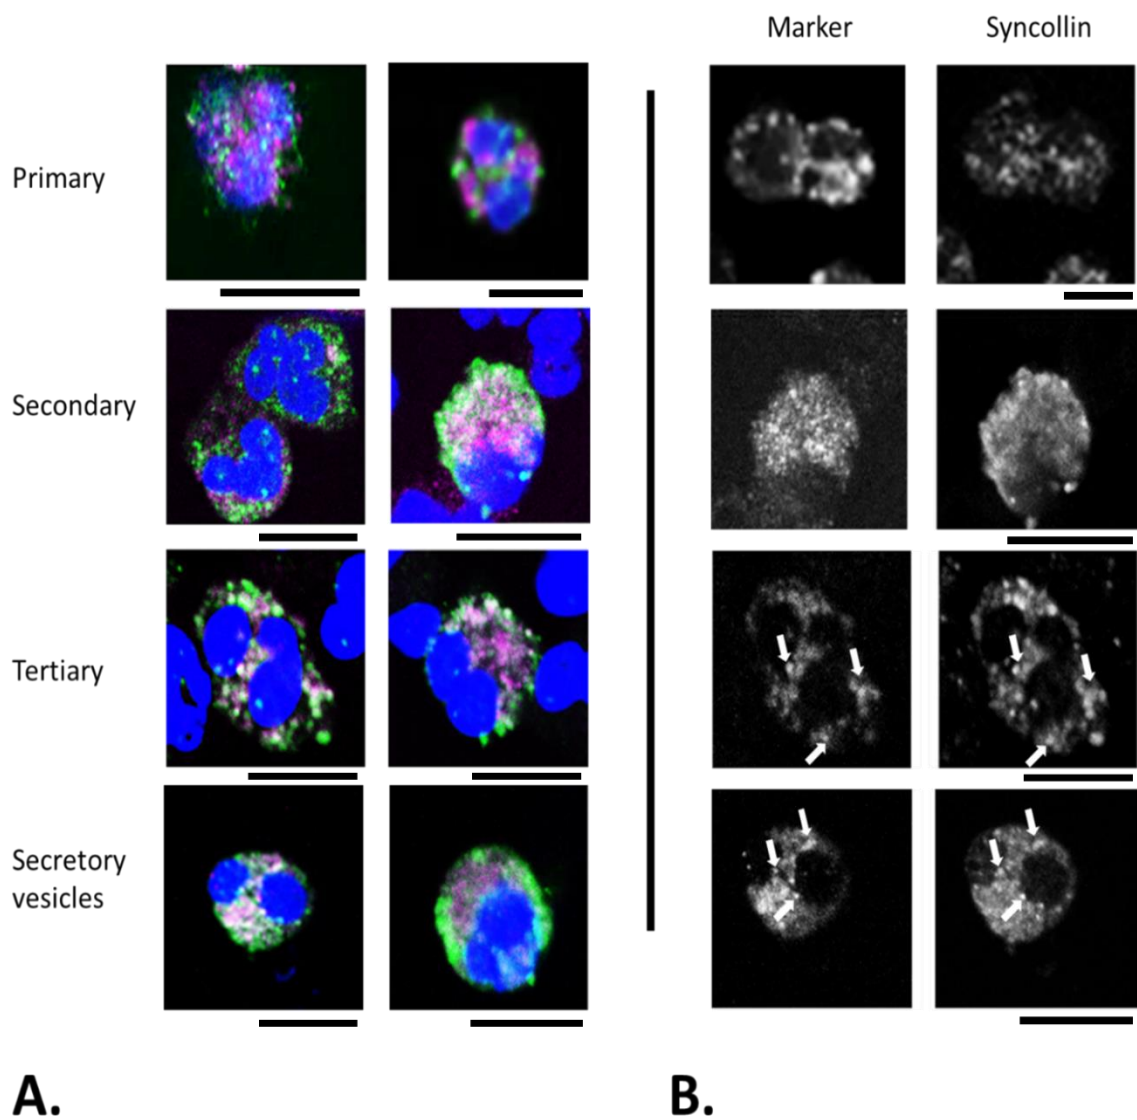 Marker Syncollin
Primary
Secondary
Tertiary
Secretory
vesicles
A. B.